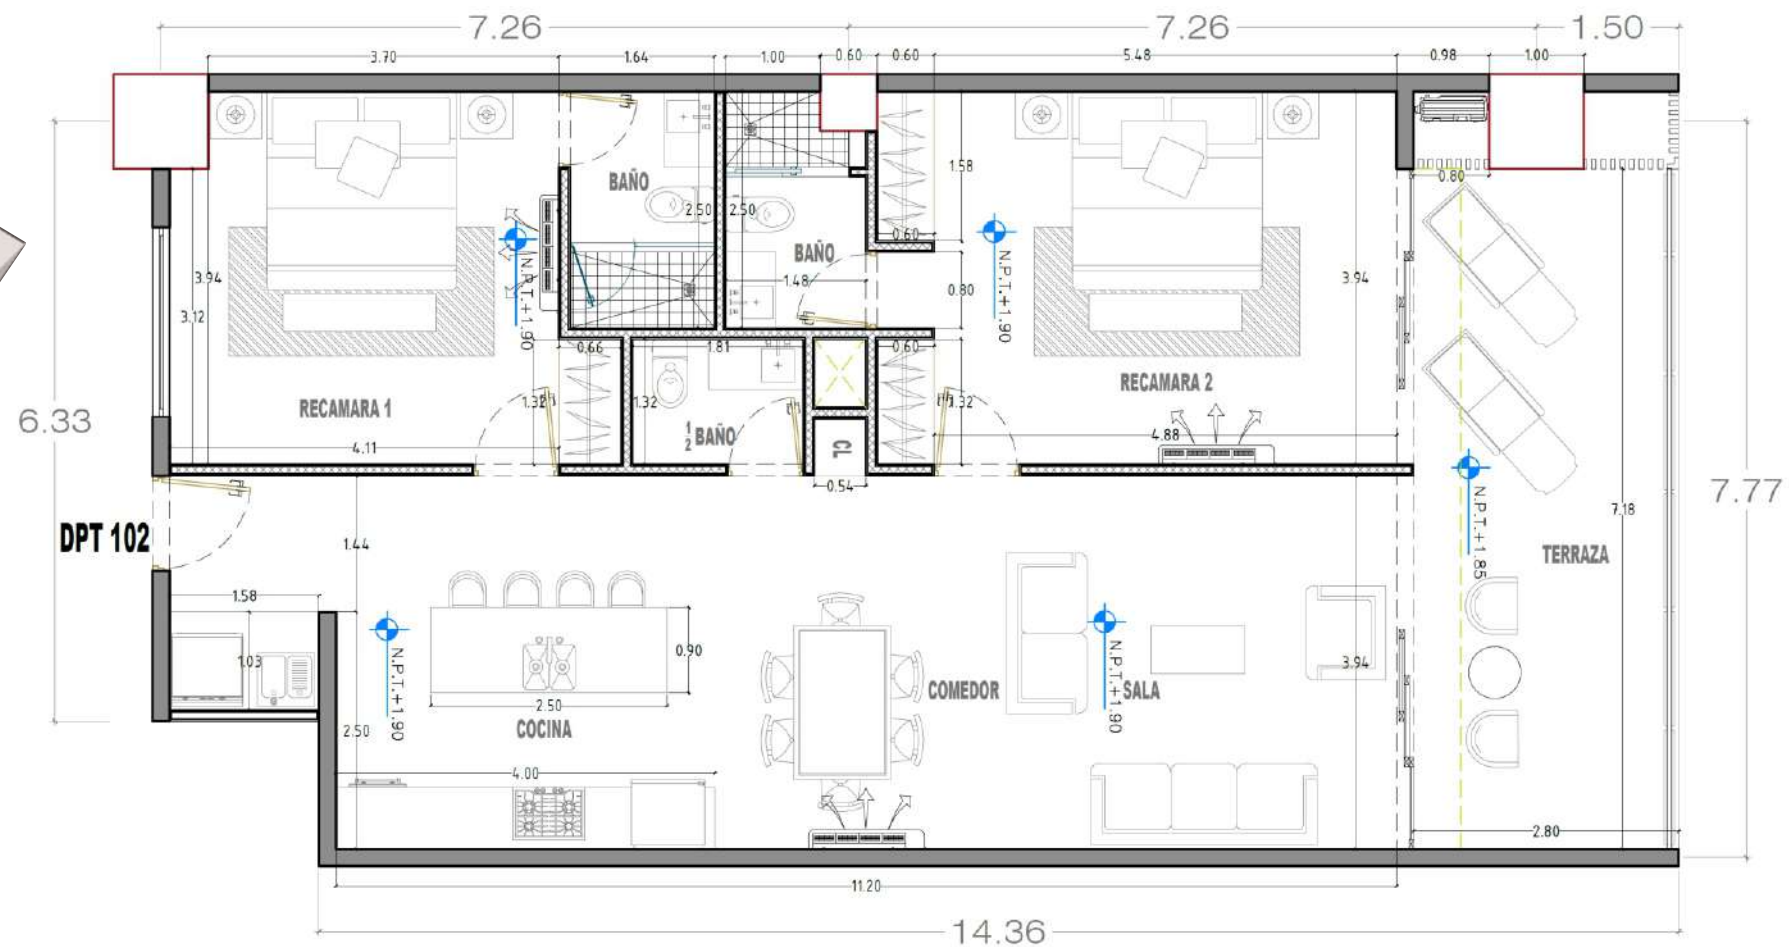 7.26
7.26
1.50
3.70
1.64
1.00
0.60
0.60
5.48
0.98
1.00
BAÑO
2.50
2.50
1.58
0.80
0.60
BAÑO
1.48
3.94
3.12
N.P.T.+1.90
0.80
N.P.T.+1.90
3.94
6.33
0.66
1.81
0.60
RECAMARA 1
1.32
1.32
1/2 BAÑO
CL
1.32
RECAMARA 2
4.11
4.88
0.54
N.P.T.+1.85
7.18
7.77
DPT 102
1.44
TERRAZA
1.58
1.03
N.P.T.+1.90
0.90
2.50
COCINA
2.50
COMEDOR
N.P.T.+1.90
SALA
3.94
4.00
2.80
11.20
14.36